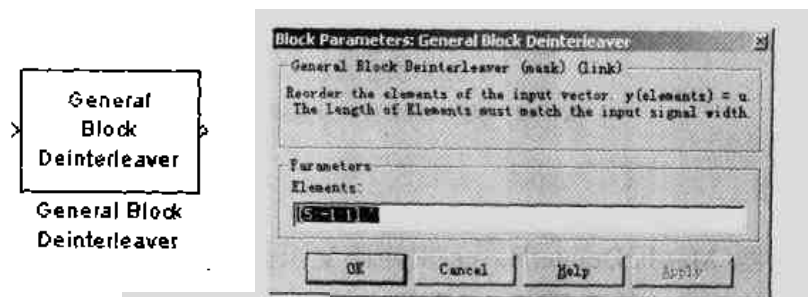 General
Block
Deinterleaver
General Block
Deinterleaver
Block Parameters: General Block Deinterleaver
General Block Deinterleaver (mask) (link)
Reorder the elements of the input vector. y(elements) = u.
The Length of Elements must match the input signal width.
Parameters
Elements:
OK
Cancel
Help
Apply